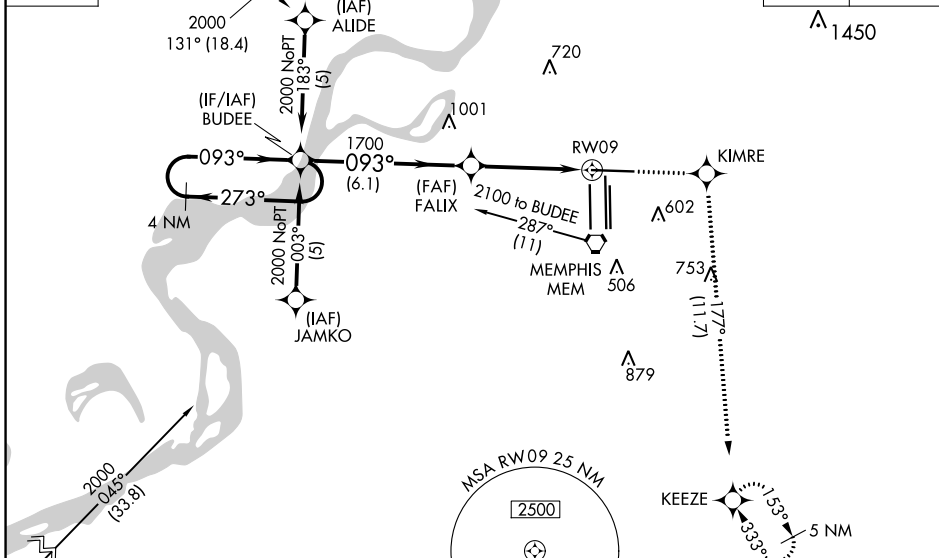 (IAF)
ALIDE
2000
131° (18.4)
1450
720
2000 NoPT
183°
(5)
(IF/IAF)
BUDEE
1001
093°
1700
093°
(6.1)
RW09
KIMRE
273°
4 NM
(FAF)
FALIX
2100 to BUDEE
287°
(11)
602
2000 NoPT
003°
(5)
MEMPHIS
MEM
506
753
177°
(11.7)
(IAF)
JAMKO
879
2000
045°
(33.8)
MSA RW09 25 NM
2500
KEEZE
153°
333°
5 NM